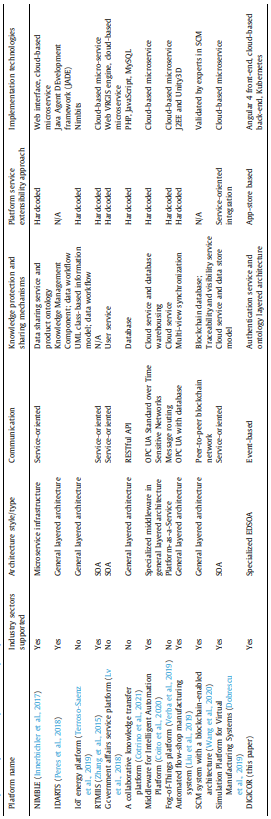 Platform name | Industry sectors supported | Architecture style/type | Communication | Knowledge protection and sharing mechanisms | Platform service extensibility approach | Implementation technologies
NIMBLE (Innerbichler et al., 2017) | Yes | Microservice infrastructure | Service-oriented | Data sharing service and product ontology | Hardcoded | Web interface, cloud-based microservice
IDARTS (Peres et al., 2018) | Yes | General layered architecture | | Knowledge Management Component; data workflow | N/A | Java Agent DEvelopment framework (JADE)
IoT energy platform (Terroso-Saenz et al., 2019) | No | General layered architecture | Service-oriented | UML class-based information model; data workflow | Hardcoded | Nimbits
RTMIBS (Zhang et al., 2015) | Yes | SOA | Service-oriented | N/A | Hardcoded | Cloud-based micro-service
Government affairs service platform (Lv et al., 2018) | No | SOA | Service-oriented | User service | Hardcoded | Web VRGIS engine, cloud-based microservice
A collaborative knowledge transfer platform (Cotrino et al., 2021) | No | General layered architecture | RESTful API | Database | Hardcoded | PHP, JavaScript, MySQL
Middleware for Intelligent Automation Platform (Coito et al., 2020) | Yes | Specialized middleware in general layered architecture | OPC UA Standard over Time Sensitive Networks | Cloud service and database warehousing | Hardcoded | Cloud-based microservice
Fog-of-Things platform (Verba et al., 2019) | No | Platform-as-a-Service | Message routing | Cloud service | Hardcoded | Cloud-based microservice
Automated flow-shop manufacturing system (Liu et al., 2019) | Yes | General layered architecture | OPC UA with database | Multi-view synchronization | Hardcoded | J2EE and Unity3D
SCM system with a blockchain-enabled architecture (Wang et al., 2020) | Yes | General layered architecture | Peer-to-peer blockchain network | Blockchain database; Traceability and visibility service | N/A | Validated by experts in SCM
Simulation Platform for Virtual Manufacturing Systems (Dobrescu et al., 2019) | Yes | SOA | Service-oriented | Cloud service and data store model | Service-oriented integration | Cloud-based microservice
DIGICOR (this paper) | Yes | Specialized EDSOA | Event-based | Authentication service and ontology layered architecture | App-store based | Angular 4 front-end, cloud-based back-end, Kubernetes